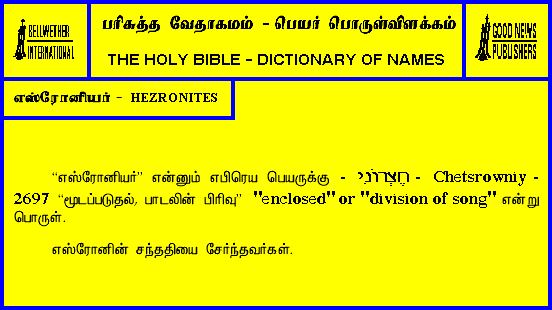 BELLWETHER
INTERNATIONAL
பரிசுத்த வேதாகமம் - பெயர் பொருள்விளக்கம்
THE HOLY BIBLE - DICTIONARY OF NAMES
GOOD NEWS
PUBLISHERS
எஸ்ரோனியர் - HEZRONITES
“எஸ்ரோனியர்” என்னும் எபிரெய பெயருக்கு - חֶצְרוֹנִי - Chetsrowniy -
2697 “மூடப்படுதல், பாடலின் பிரிவு” "enclosed" or "division of song" என்று
பொருள்.
எஸ்ரோனின் சந்ததியை சேர்ந்தவர்கள்.